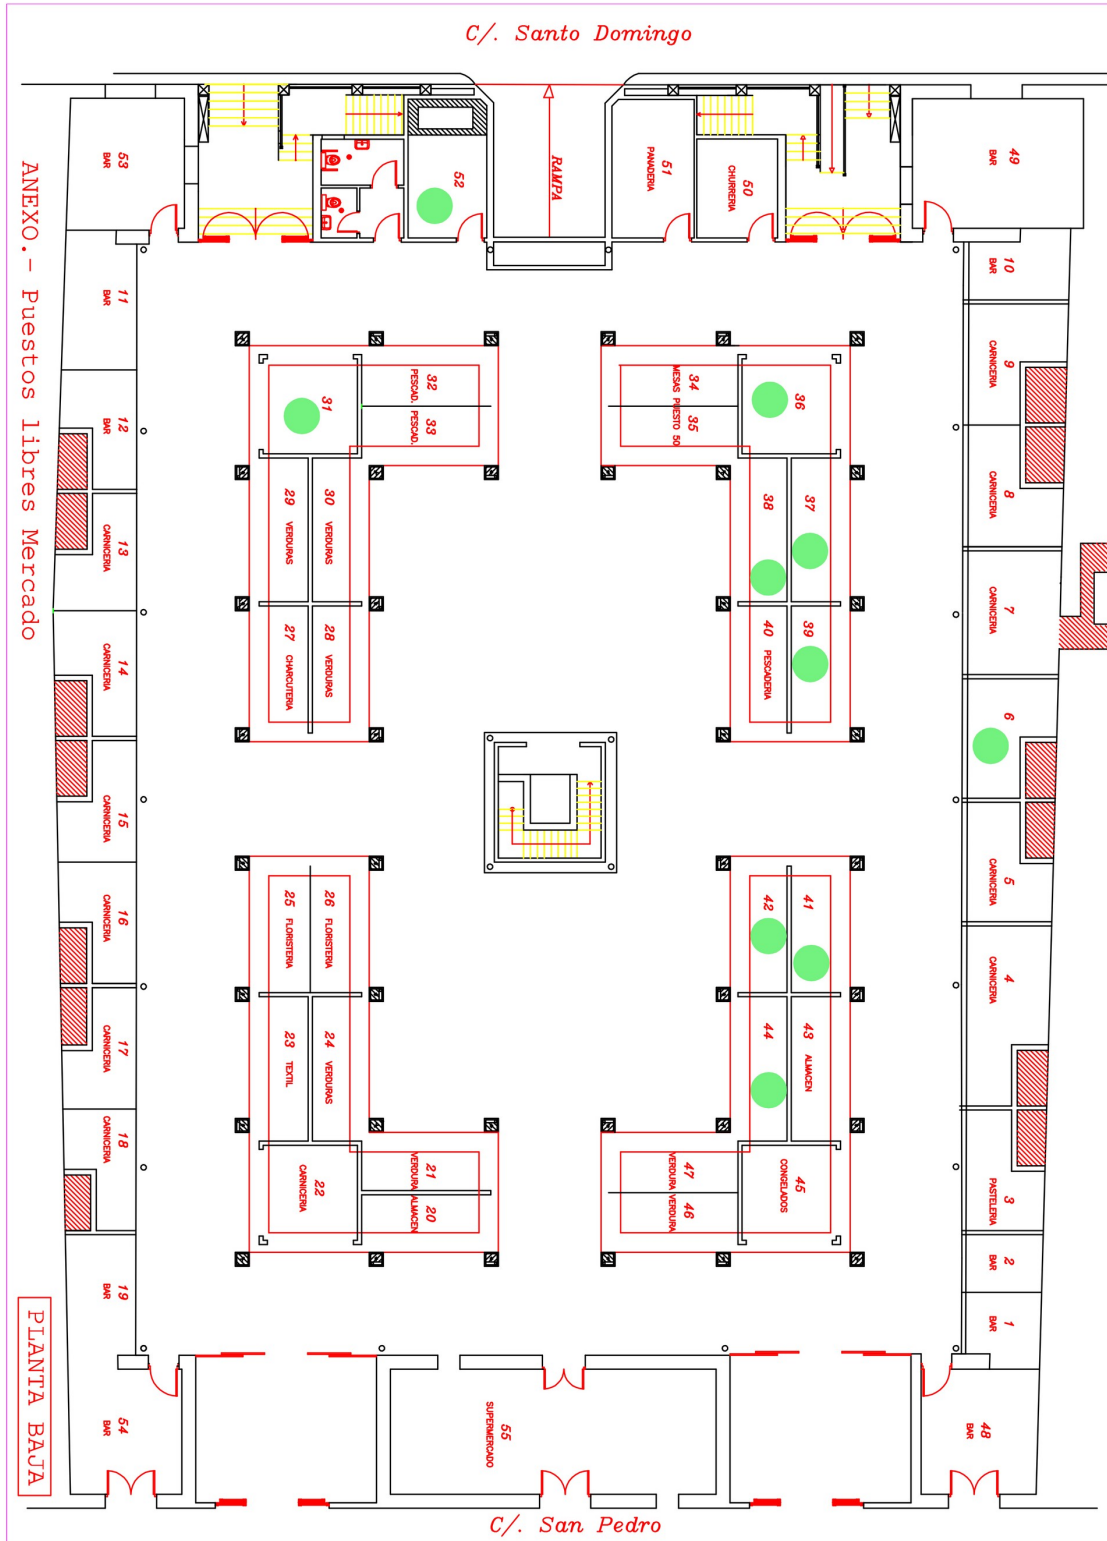 C/. Santo Domingo
ANEXO.- Puestos libres Mercado
PLANTA BAJA
53
BAR
52
RAMPA
51
PANADERIA
50
CHURRERIA
49
BAR
11
BAR
12
BAR
13
CARNICERIA
14
CARNICERIA
15
CARNICERIA
16
CARNICERIA
17
CARNICERIA
18
CARNICERIA
19
BAR
54
BAR
31
32
PESCAD.
33
PESCAD.
29 VERDURAS
30 VERDURAS
27 CHARCUTERIA
28 VERDURAS
34
MESAS PUESTO 50
35
36
38
37
40 PESCADERIA
39
25 FLORISTERIA
26 FLORISTERIA
23 TEXTIL
24 VERDURAS
22
CARNICERIA
21
VERDURA
20
ALMACEN
42
41
44
43 ALMACEN
47
VERDURA
46
VERDURA
45
CONGELADOS
10
BAR
9
CARNICERIA
8
CARNICERIA
7
CARNICERIA
6
5
CARNICERIA
4
CARNICERIA
3
PASTELERIA
2
BAR
1
BAR
48
BAR
55
SUPERMERCADO
C/. San Pedro